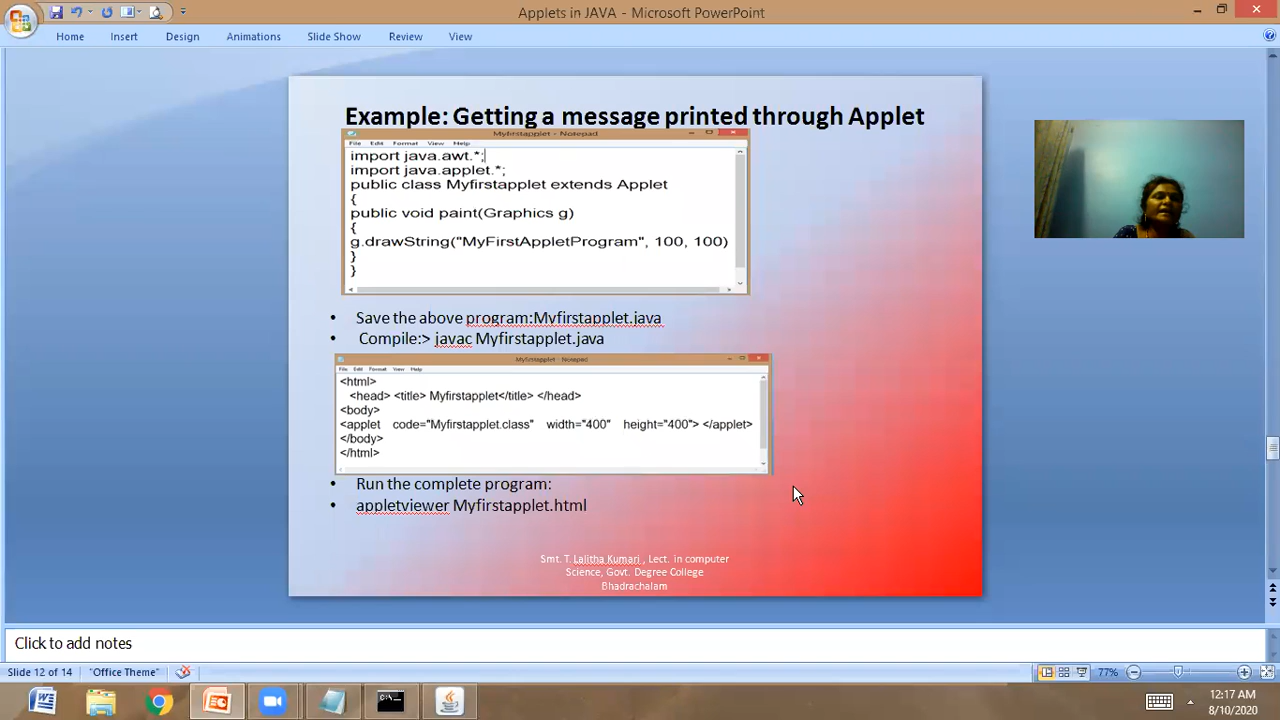 Applets in JAVA - Microsoft PowerPoint
Home Insert Design Animations Slide Show Review View
Example: Getting a message printed through Applet
Myfirstapplet - Notepad
File Edit Format View Help
import java.awt.*;
import java.applet.*;
public class Myfirstapplet extends Applet
{
public void paint(Graphics g)
{
g.drawString("MyFirstAppletProgram", 100, 100)
}
}
• Save the above program:Myfirstapplet.java
• Compile:> javac Myfirstapplet.java
Myfirstapplet - Notepad
File Edit Format View Help
<html>
<head> <title> Myfirstapplet</title> </head>
<body>
<applet code="Myfirstapplet.class" width="400" height="400"> </applet>
</body>
</html>
• Run the complete program:
• appletviewer Myfirstapplet.html
Smt. T. Lalitha Kumari , Lect. in computer
Science, Govt. Degree College
Bhadrachalam
Click to add notes
Slide 12 of 14 "Office Theme" 77%
12:17 AM
8/10/2020